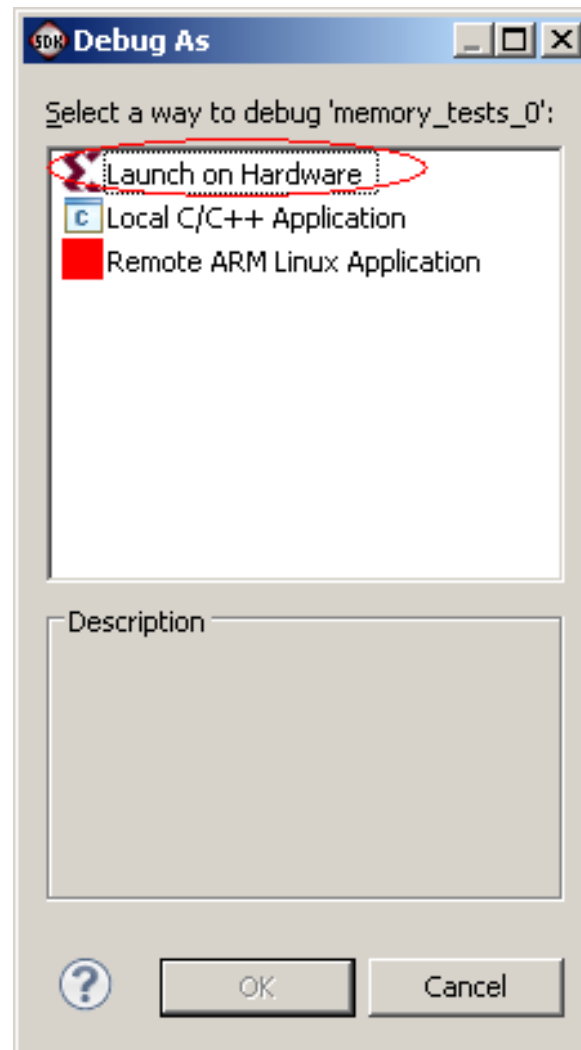 SDK Debug As
Select a way to debug 'memory_tests_0':
Launch on Hardware
C Local C/C++ Application
Remote ARM Linux Application
Description
? OK Cancel